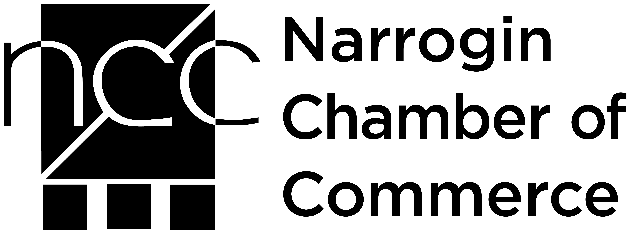 ncc
Narrogin
Chamber of
Commerce